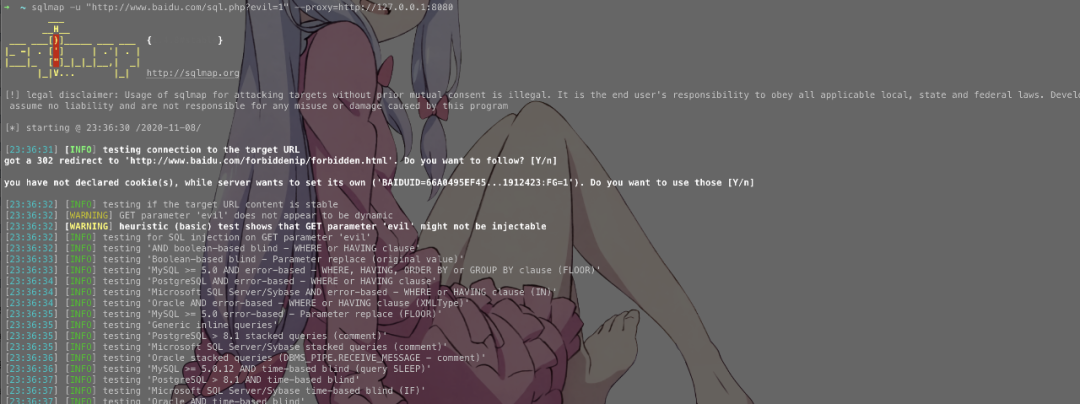 ➜ ~ sqlmap -u "http://www.baidu.com/sql.php?evil=1" --proxy=http://127.0.0.1:8080
        ___
       __H__
 ___ ___[)]_____ ___ ___  {           }
|_ -| . [']     | .'| . |
|___|_  ["]_|_|_|__,|  _|
      |_|V...       |_|   http://sqlmap.org
[!] legal disclaimer: Usage of sqlmap for attacking targets without prior mutual consent is illegal. It is the end user's responsibility to obey all applicable local, state and federal laws. Devel
assume no liability and are not responsible for any misuse or damage caused by this program
[*] starting @ 23:36:30 /2020-11-08/
[23:36:31] [INFO] testing connection to the target URL
got a 302 redirect to 'http://www.baidu.com/forbiddenip/forbidden.html'. Do you want to follow? [Y/n]
you have not declared cookie(s), while server wants to set its own ('BAIDUID=66A0495EF45...1912423:FG=1'). Do you want to use those [Y/n]
[23:36:32] [INFO] testing if the target URL content is stable
[23:36:32] [WARNING] GET parameter 'evil' does not appear to be dynamic
[23:36:32] [WARNING] heuristic (basic) test shows that GET parameter 'evil' might not be injectable
[23:36:32] [INFO] testing for SQL injection on GET parameter 'evil'
[23:36:32] [INFO] testing 'AND boolean-based blind - WHERE or HAVING clause'
[23:36:33] [INFO] testing 'Boolean-based blind - Parameter replace (original value)'
[23:36:33] [INFO] testing 'MySQL >= 5.0 AND error-based - WHERE, HAVING, ORDER BY or GROUP BY clause (FLOOR)'
[23:36:34] [INFO] testing 'PostgreSQL AND error-based - WHERE or HAVING clause'
[23:36:34] [INFO] testing 'Microsoft SQL Server/Sybase AND error-based - WHERE or HAVING clause (IN)'
[23:36:34] [INFO] testing 'Oracle AND error-based - WHERE or HAVING clause (XMLType)'
[23:36:35] [INFO] testing 'MySQL >= 5.0 error-based - Parameter replace (FLOOR)'
[23:36:35] [INFO] testing 'Generic inline queries'
[23:36:35] [INFO] testing 'PostgreSQL > 8.1 stacked queries (comment)'
[23:36:35] [INFO] testing 'Microsoft SQL Server/Sybase stacked queries (comment)'
[23:36:36] [INFO] testing 'Oracle stacked queries (DBMS_PIPE.RECEIVE_MESSAGE - comment)'
[23:36:36] [INFO] testing 'MySQL >= 5.0.12 AND time-based blind (query SLEEP)'
[23:36:37] [INFO] testing 'PostgreSQL > 8.1 AND time-based blind'
[23:36:37] [INFO] testing 'Microsoft SQL Server/Sybase time-based blind (IF)'
[23:36:37] [INFO] testing 'Oracle AND time-based blind'